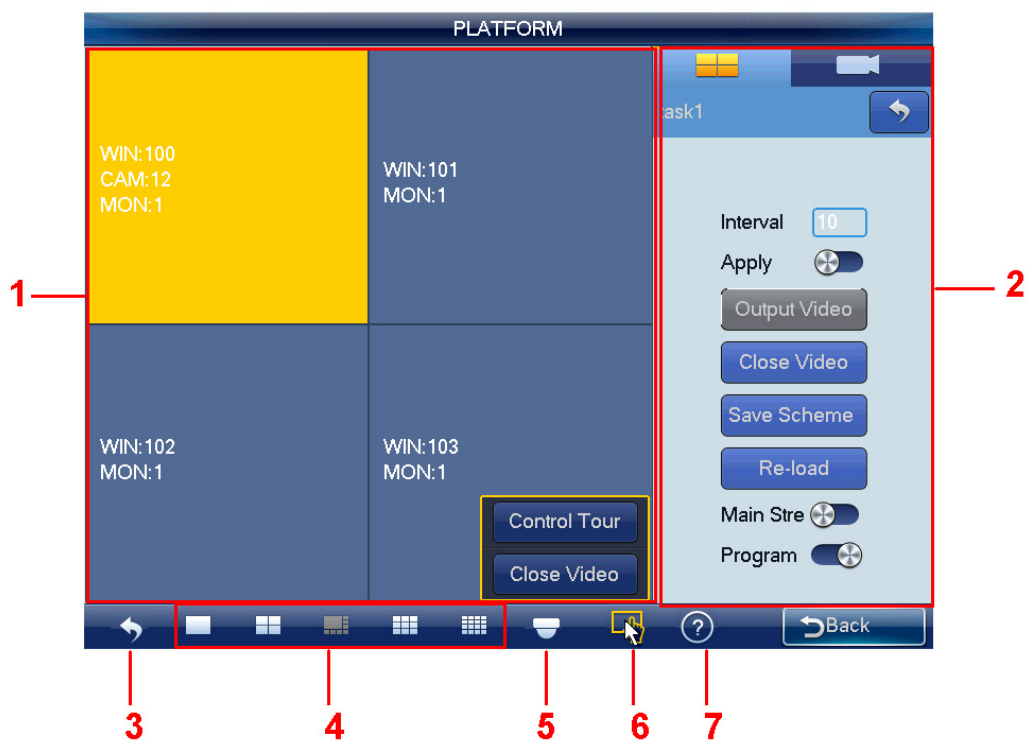 PLATFORM
WIN:100
CAM:12
MON:1
WIN:101
MON:1
WIN:102
MON:1
WIN:103
MON:1
Control Tour
Close Video
task1
Interval 10
Apply
Output Video
Close Video
Save Scheme
Re-load
Main Stre
Program
?
Back
1
2
3
4
5
6
7